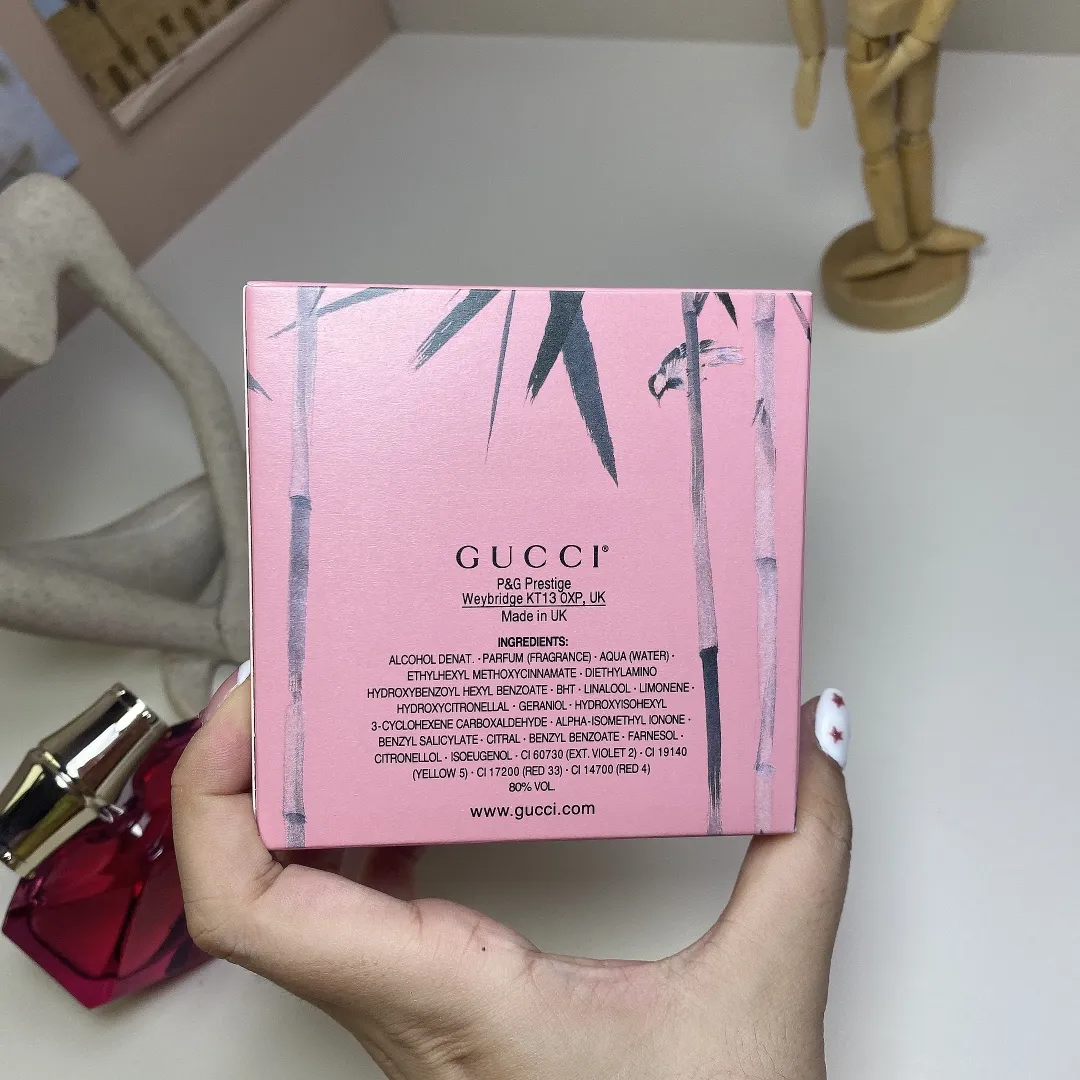 GUCCI®
P&G Prestige
Weybridge KT13 0XP, UK
Made in UK
INGREDIENTS:
ALCOHOL DENAT. · PARFUM (FRAGRANCE) · AQUA (WATER) ·
ETHYLHEXYL METHOXYCINNAMATE · DIETHYLAMINO
HYDROXYBENZOYL HEXYL BENZOATE · BHT · LINALOOL · LIMONENE ·
HYDROXYCITRONELLAL · GERANIOL · HYDROXYISOHEXYL
3-CYCLOHEXENE CARBOXALDEHYDE · ALPHA-ISOMETHYL IONONE ·
BENZYL SALICYLATE · CITRAL · BENZYL BENZOATE · FARNESOL ·
CITRONELLOL · ISOEUGENOL · CI 60730 (EXT. VIOLET 2) · CI 19140
(YELLOW 5) · CI 17200 (RED 33) · CI 14700 (RED 4)
80% VOL.
www.gucci.com